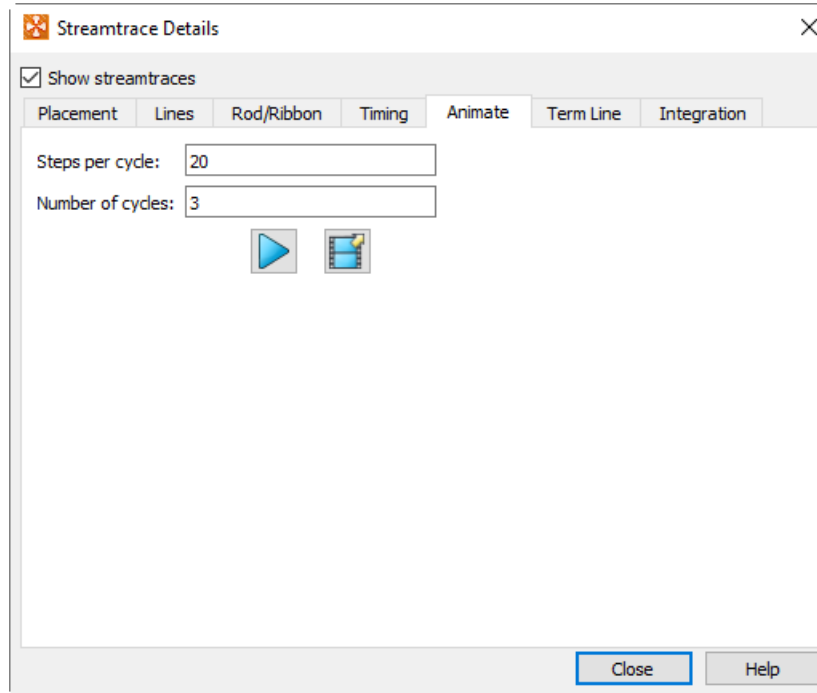 Streamtrace Details
Show streamtraces
Placement Lines Rod/Ribbon Timing Animate Term Line Integration
Steps per cycle: 20
Number of cycles: 3
Close Help